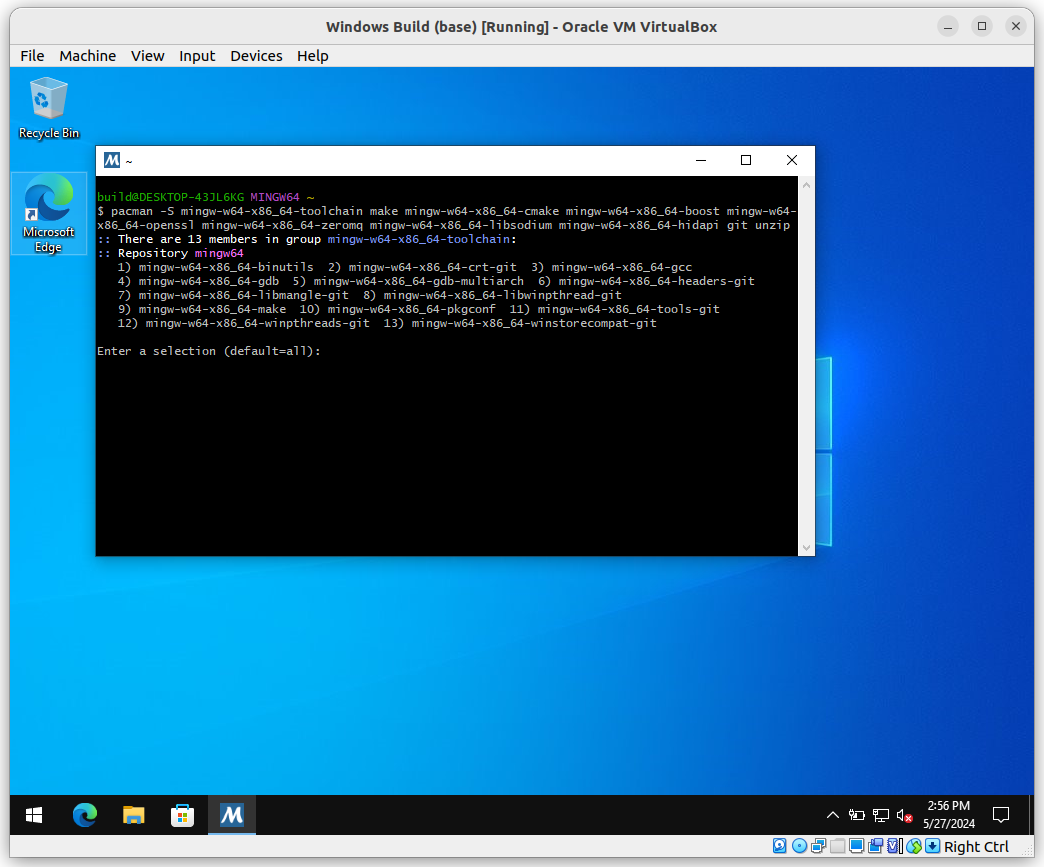 Windows Build (base) [Running] - Oracle VM VirtualBox
File Machine View Input Devices Help
Recycle Bin
Microsoft
Edge
~
build@DESKTOP-43JL6KG MINGW64 ~
$ pacman -S mingw-w64-x86_64-toolchain make mingw-w64-x86_64-cmake mingw-w64-x86_64-boost mingw-w64-
x86_64-openssl mingw-w64-x86_64-zeromq mingw-w64-x86_64-libsodium mingw-w64-x86_64-hidapi git unzip
:: There are 13 members in group mingw-w64-x86_64-toolchain:
:: Repository mingw64
1) mingw-w64-x86_64-binutils 2) mingw-w64-x86_64-crt-git 3) mingw-w64-x86_64-gcc
4) mingw-w64-x86_64-gdb 5) mingw-w64-x86_64-gdb-multiarch 6) mingw-w64-x86_64-headers-git
7) mingw-w64-x86_64-libmangle-git 8) mingw-w64-x86_64-libwinpthread-git
9) mingw-w64-x86_64-make 10) mingw-w64-x86_64-pkgconf 11) mingw-w64-x86_64-tools-git
12) mingw-w64-x86_64-winpthreads-git 13) mingw-w64-x86_64-winstorecompat-git
Enter a selection (default=all):
2:56 PM
5/27/2024
Right Ctrl